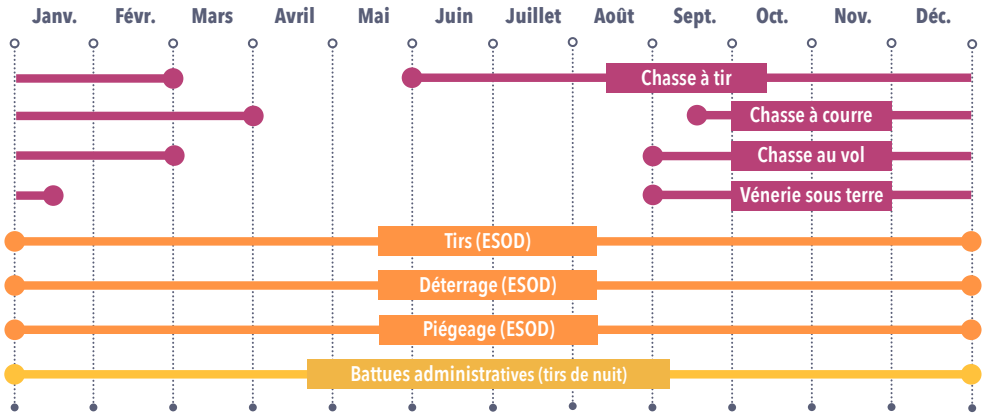 Janv. Févr. Mars Avril Mai Juin Juillet Août Sept. Oct. Nov. Déc.
Chasse à tir
Chasse à courre
Chasse au vol
Vénerie sous terre
Tirs (ESOD)
Déterrage (ESOD)
Piégeage (ESOD)
Battues administratives (tirs de nuit)